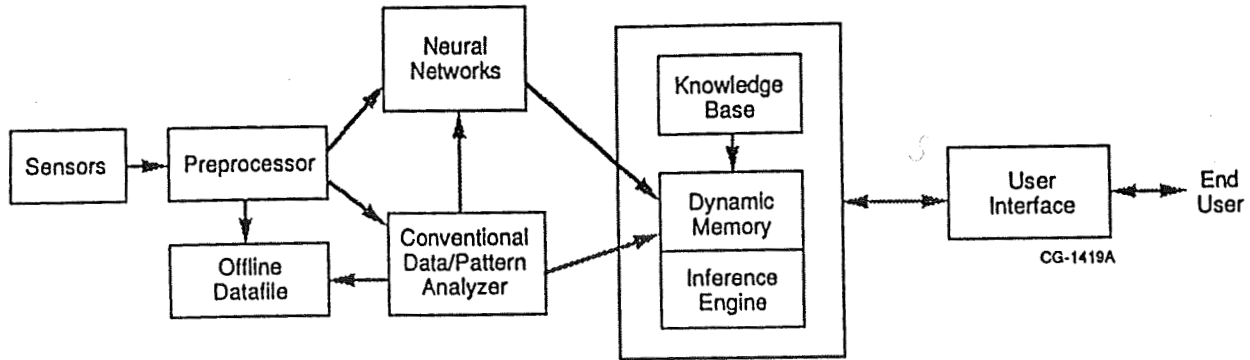 Sensors
Preprocessor
Offline
Datafile
Neural
Networks
Conventional
Data/Pattern
Analyzer
Knowledge
Base
Dynamic
Memory
Inference
Engine
User
Interface
End
User
CG-1419A